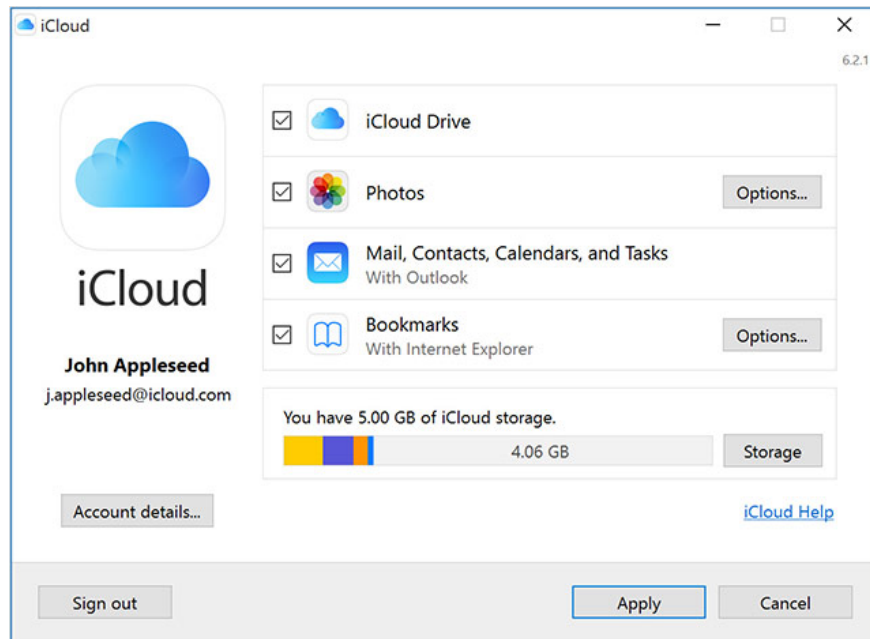 iCloud
6.2.1
iCloud
John Appleseed
j.appleseed@icloud.com
Account details...
iCloud Drive
Photos
Options...
Mail, Contacts, Calendars, and Tasks
With Outlook
Bookmarks
With Internet Explorer
Options...
You have 5.00 GB of iCloud storage.
4.06 GB
Storage
iCloud Help
Sign out
Apply
Cancel